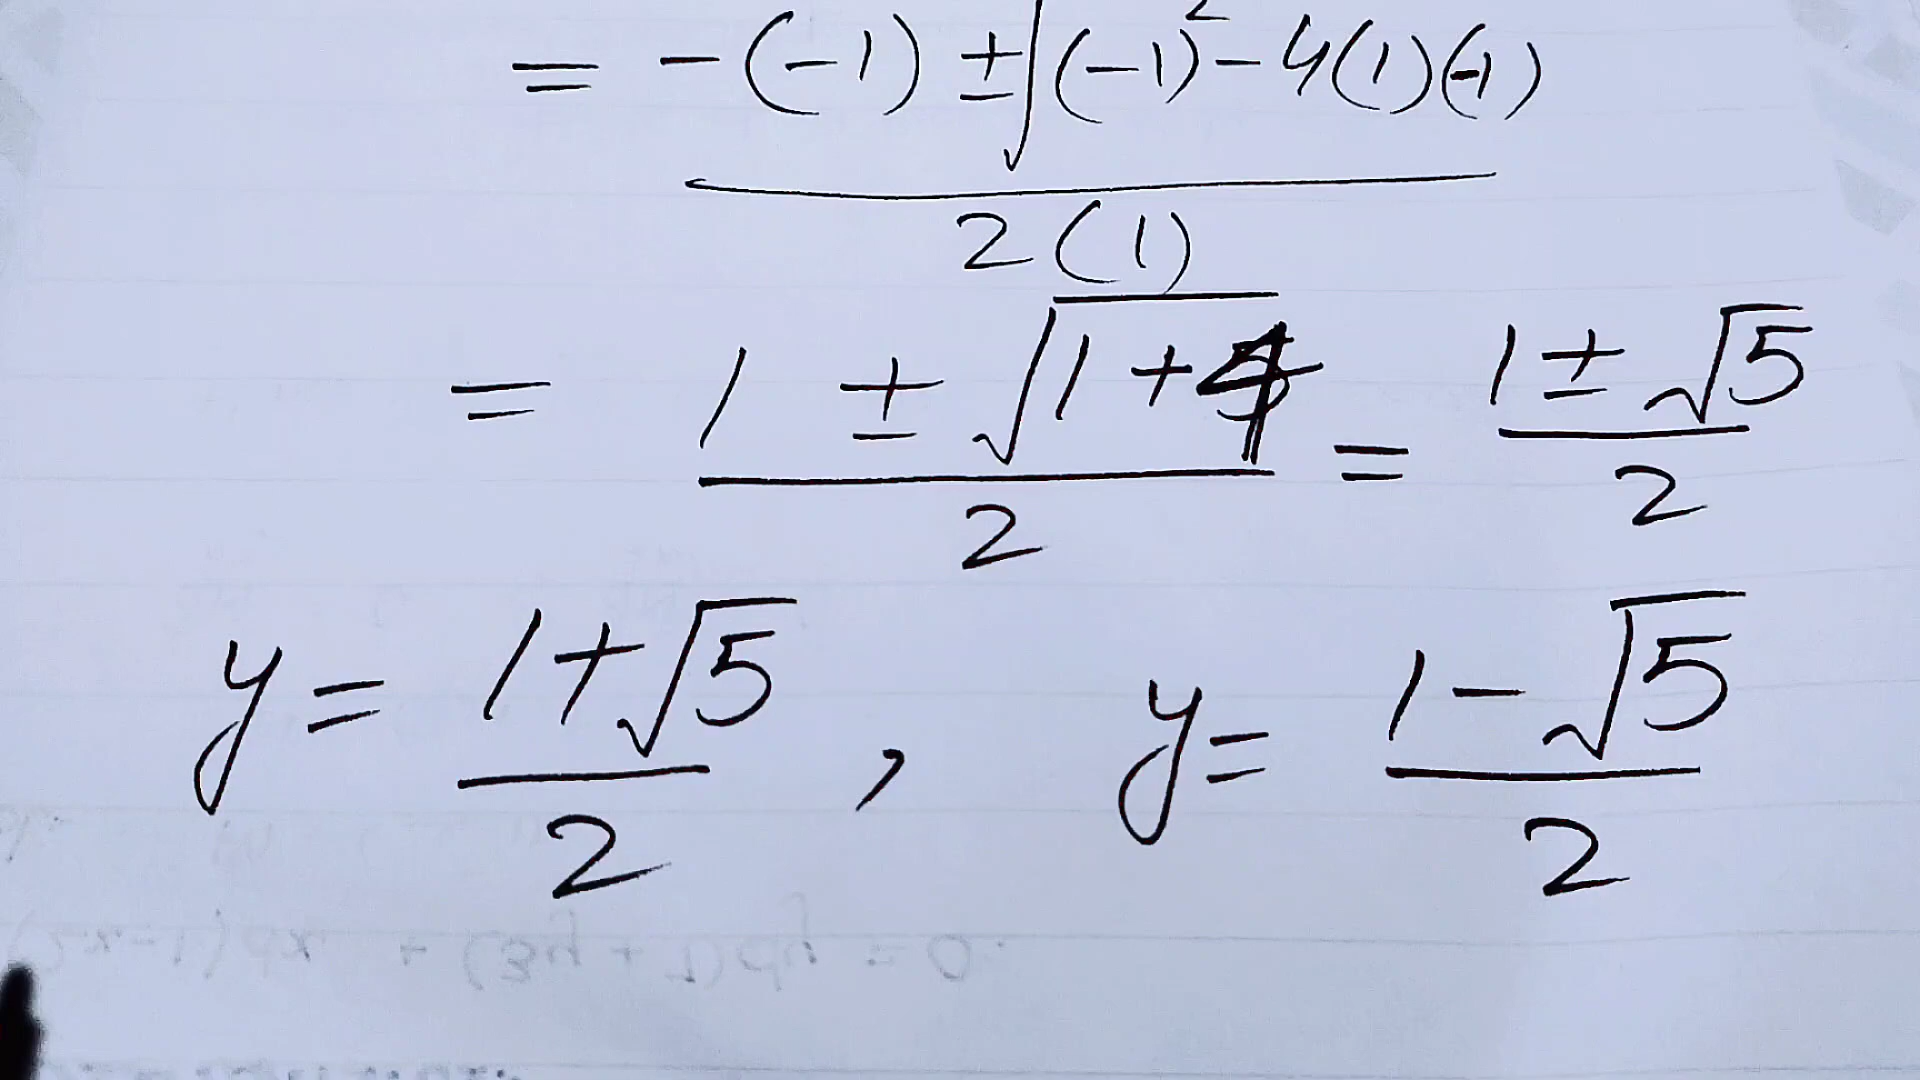 = -(-1) ± √(-1)² - 4(1)(-1) / 2(1)
= 1 ± √1+4 / 2 = 1 ± √5 / 2
y = 1+√5 / 2 , y = 1-√5 / 2